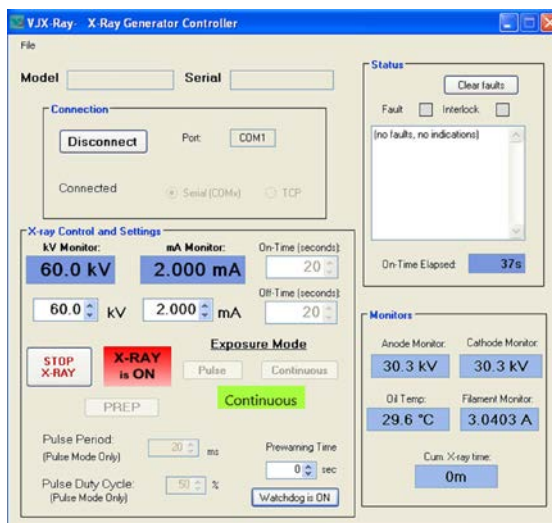 VJX-Ray- X-Ray Generator Controller
File
Model
Serial
Connection
Disconnect
Port:
COM1
Connected
Serial (COMx)
TCP
Status
Clear faults
Fault
Interlock
(no faults, no indications)
On-Time Elapsed:
37s
X-ray Control and Settings
kV Monitor:
mA Monitor:
On-Time (seconds):
60.0 kV
2.000 mA
20
Off-Time (seconds):
60.0
kV
2.000
mA
20
Exposure Mode
STOP
X-RAY
X-RAY
is ON
Pulse
Continuous
PREP
Continuous
Pulse Period:
(Pulse Mode Only)
20
ms
Prewarning Time
0
sec
Pulse Duty Cycle:
(Pulse Mode Only)
50
%
Watchdog is ON
Monitors
Anode Monitor:
Cathode Monitor:
30.3 kV
30.3 kV
Oil Temp:
Filament Monitor:
29.6 °C
3.0403 A
Cum. X-ray time:
0m